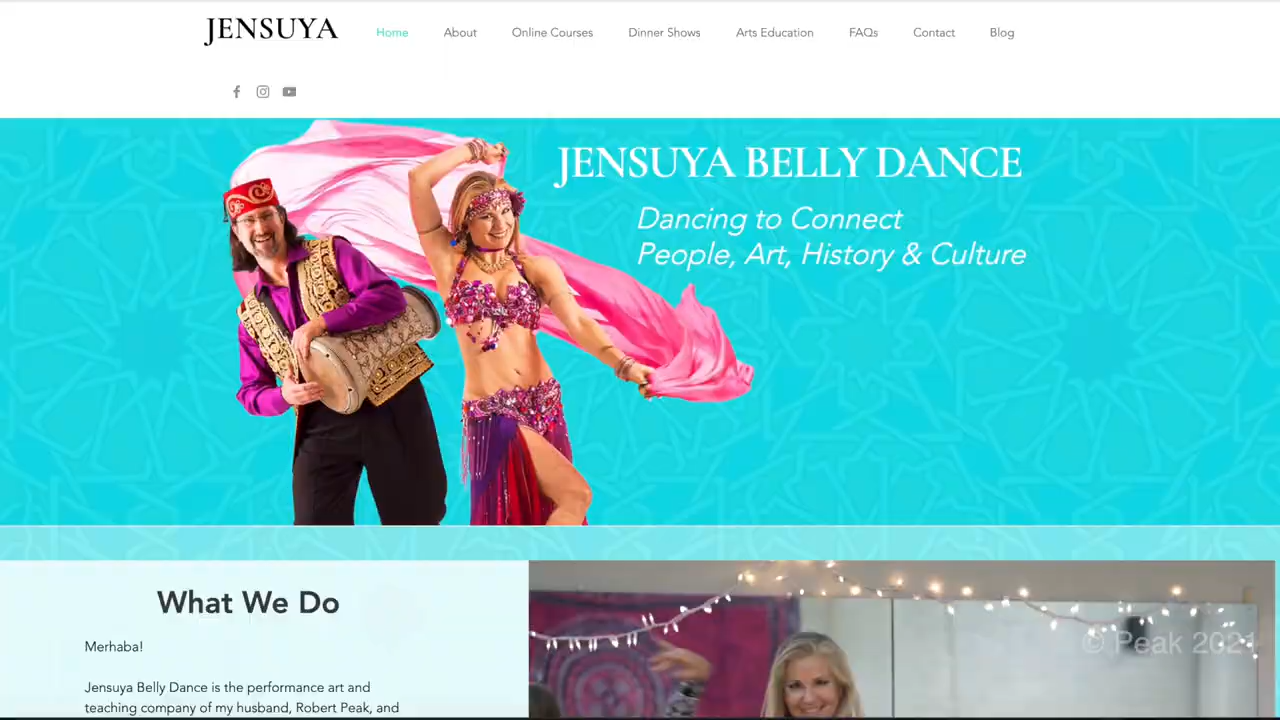 JENSUYA
Home
About
Online Courses
Dinner Shows
Arts Education
FAQs
Contact
Blog
JENSUYA BELLY DANCE
Dancing to Connect
People, Art, History & Culture
What We Do
Merhaba!
Jensuya Belly Dance is the performance art and
teaching company of my husband, Robert Peak, and
© Peak 2021